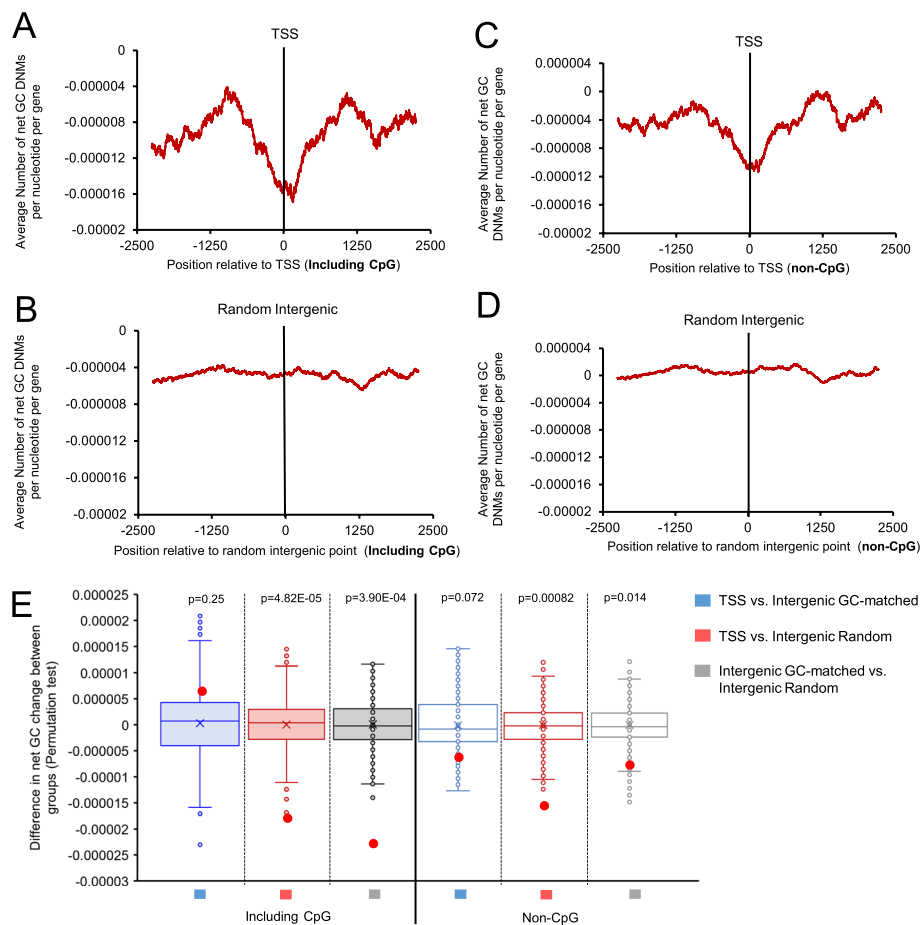 A
TSS
Average Number of net GC DNMs
per nucleotide per gene
0
-0.000004
-0.000008
-0.000012
-0.000016
-0.00002
-2500
-1250
0
1250
2500
Position relative to TSS (Including CpG)
C
TSS
Average Number of net GC
DNMs per nucleotide per gene
0.000004
0
-0.000004
-0.000008
-0.000012
-0.000016
-0.00002
-2500
-1250
0
1250
2500
Position relative to TSS (non-CpG)
B
Random Intergenic
Average Number of net GC DNMs
per nucleotide per gene
0
-0.000004
-0.000008
-0.000012
-0.000016
-0.00002
-2500
-1250
0
1250
2500
Position relative to random intergenic point (Including CpG)
D
Random Intergenic
Average Number of net GC
DNMs per nucleotide per gene
0.000004
0
-0.000004
-0.000008
-0.000012
-0.000016
-0.00002
-2500
-1250
0
1250
2500
Position relative to random intergenic point (non-CpG)
E
Difference in net GC change between
groups (Permutation test)
0.000025
0.00002
0.000015
0.00001
0.000005
0
-0.000005
-0.00001
-0.000015
-0.00002
-0.000025
-0.00003
p=0.25
p=4.82E-05
p=3.90E-04
p=0.072
p=0.00082
p=0.014
Including CpG
Non-CpG
TSS vs. Intergenic GC-matched
TSS vs. Intergenic Random
Intergenic GC-matched vs.
Intergenic Random